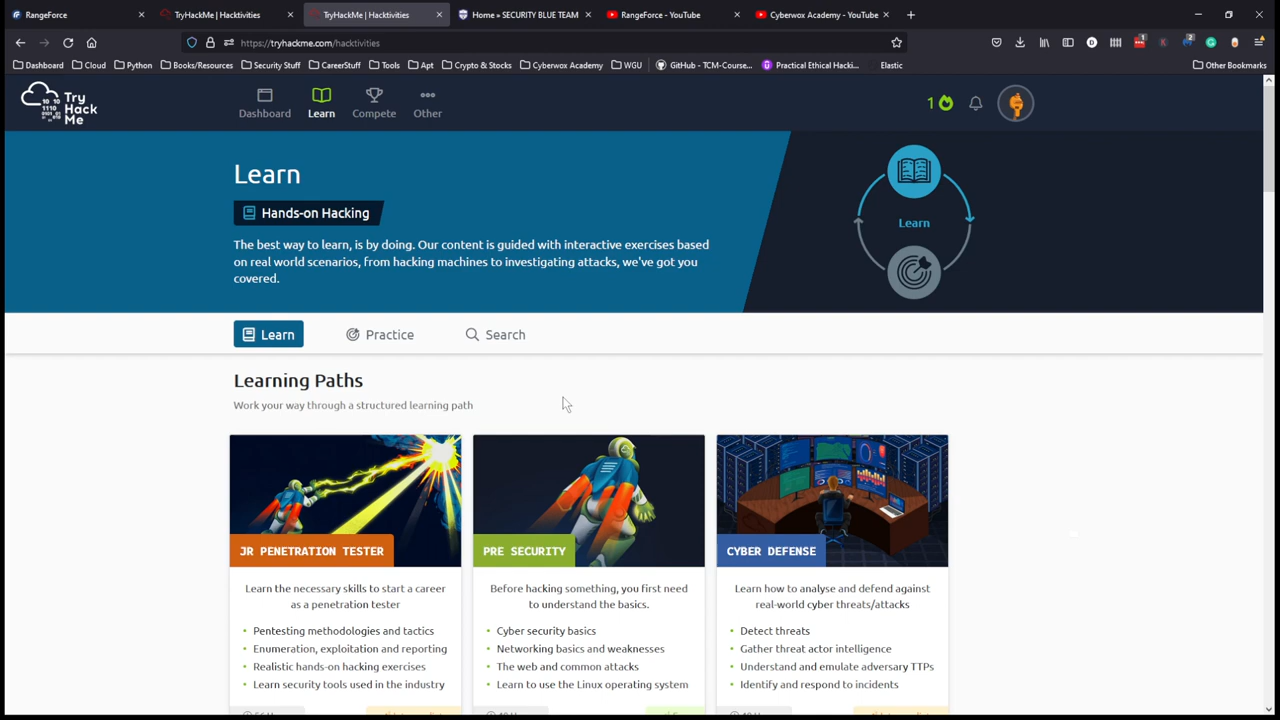 RangeForce
TryHackMe | Hacktivities
TryHackMe | Hacktivities
Home » SECURITY BLUE TEAM
RangeForce - YouTube
Cyberwox Academy - YouTube
https://tryhackme.com/hacktivities
Dashboard
Cloud
Python
Books/Resources
Security Stuff
CareerStuff
Tools
Apt
Crypto & Stocks
Cyberwox Academy
WGU
GitHub - TCM-Course...
Practical Ethical Hacki...
Elastic
Other Bookmarks
Try
Hack
Me
Dashboard
Learn
Compete
Other
1
Learn
Hands-on Hacking
The best way to learn, is by doing. Our content is guided with interactive exercises based
on real world scenarios, from hacking machines to investigating attacks, we've got you
covered.
Learn
Learn
Practice
Search
Learning Paths
Work your way through a structured learning path
JR PENETRATION TESTER
Learn the necessary skills to start a career
as a penetration tester
Pentesting methodologies and tactics
Enumeration, exploitation and reporting
Realistic hands-on hacking exercises
Learn security tools used in the industry
PRE SECURITY
Before hacking something, you first need
to understand the basics.
Cyber security basics
Networking basics and weaknesses
The web and common attacks
Learn to use the Linux operating system
CYBER DEFENSE
Learn how to analyse and defend against
real-world cyber threats/attacks
Detect threats
Gather threat actor intelligence
Understand and emulate adversary TTPs
Identify and respond to incidents